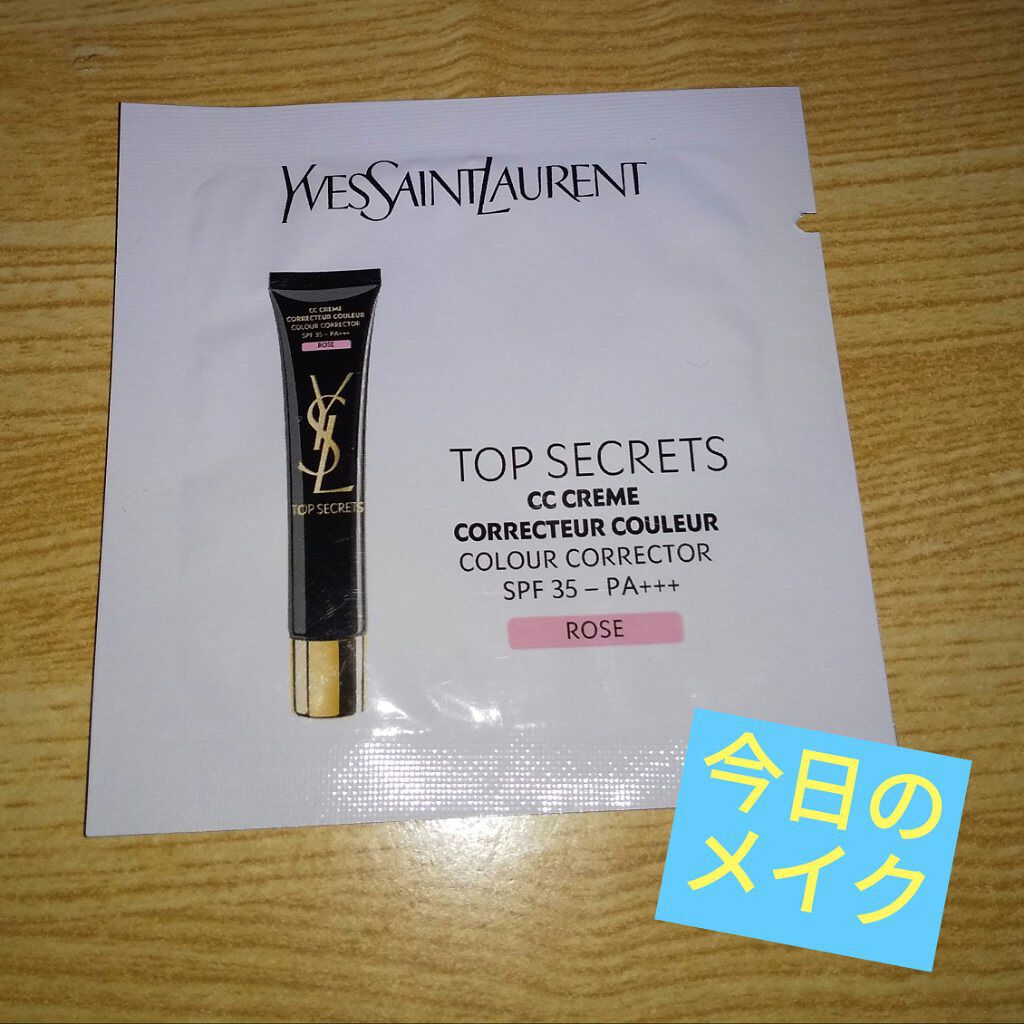 YVESSAINTLAURENT
CC CREME
CORRECTEUR COULEUR
COLOUR CORRECTOR
SPF 35 – PA+++
ROSE
YSL
TOP SECRETS
TOP SECRETS
CC CREME
CORRECTEUR COULEUR
COLOUR CORRECTOR
SPF 35 – PA+++
ROSE
今日の
メイク